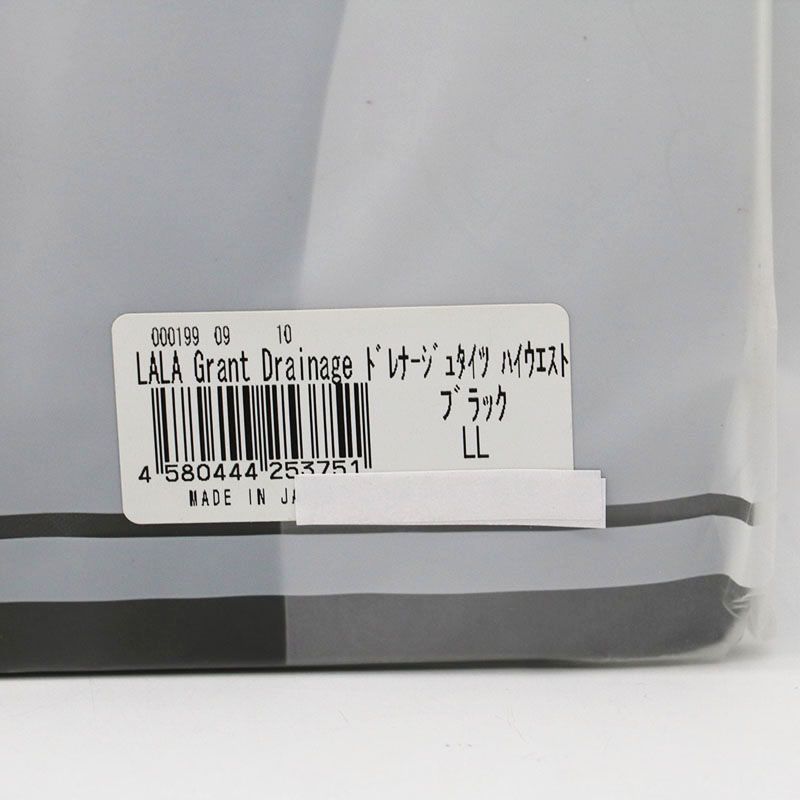 000199 09 10
LALA Grant Drainage ﾄﾞﾚﾅｰｼﾞｭﾀｲﾂ ﾊｲｳｴｽﾄ
ﾌﾞﾗｯｸ
LL
4 580444 253751
MADE IN JA